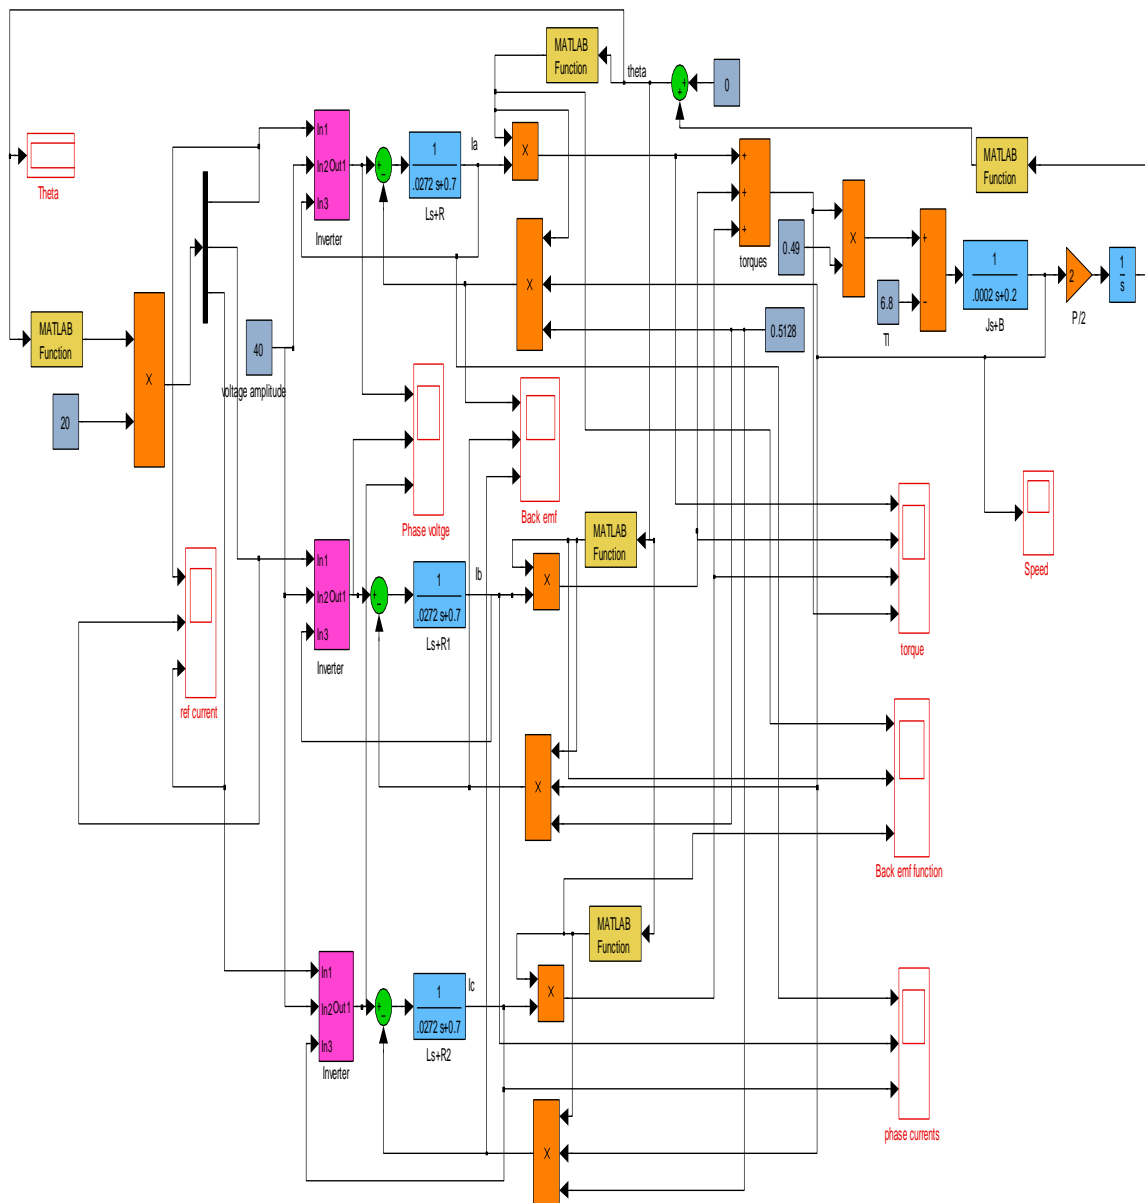 MATLAB
Function
theta
+
+
0
Theta
In1
In2
Out1
In3
Inverter
+
-
1
.0272 s+0.7
Ls+R
Ia
X
X
+
+
+
torques
0.49
X
MATLAB
Function
+
-
6.8
Tl
1
.0002 s+0.2
Js+B
2
P/2
1
s
MATLAB
Function
20
X
40
voltage amplitude
0.5128
Phase voltge
Back emf
torque
Speed
ref current
In1
In2
Out1
In3
Inverter
+
-
1
.0272 s+0.7
Ls+R1
Ib
X
MATLAB
Function
X
Back emf function
MATLAB
Function
In1
In2
Out1
In3
Inverter
+
-
1
.0272 s+0.7
Ls+R2
Ic
X
phase currents
X